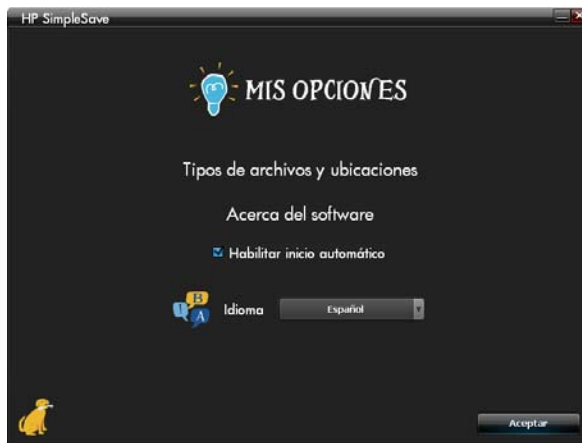 HP SimpleSave
MIS OPCIONES
Tipos de archivos y ubicaciones
Acerca del software
Habilitar inicio automático
B
A
Idioma
Español
Aceptar